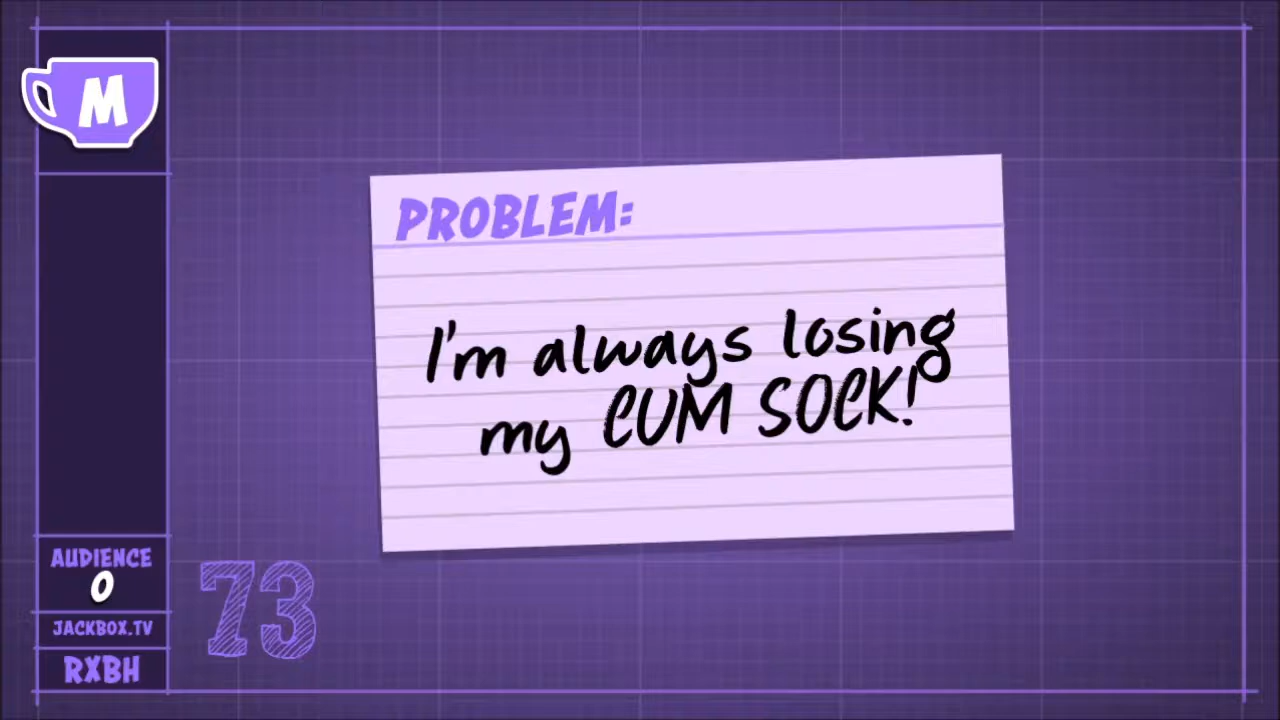 M
PROBLEM:
I'm always losing
my CUM SOCK!
AUDIENCE
0
JACKBOX.TV
RXBH
73